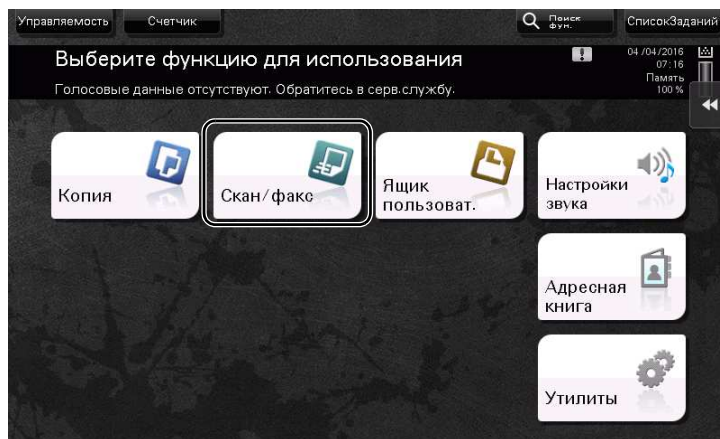 Управляемость
Счетчик
Поиск
фун.
СписокЗаданий
Выберите функцию для использования
04/04/2016
07:16
Память
100 %
Голосовые данные отсутствуют. Обратитесь в серв.службу.
Копия
Скан/факс
Ящик
пользоват.
Настройки
звука
Адресная
книга
Утилиты